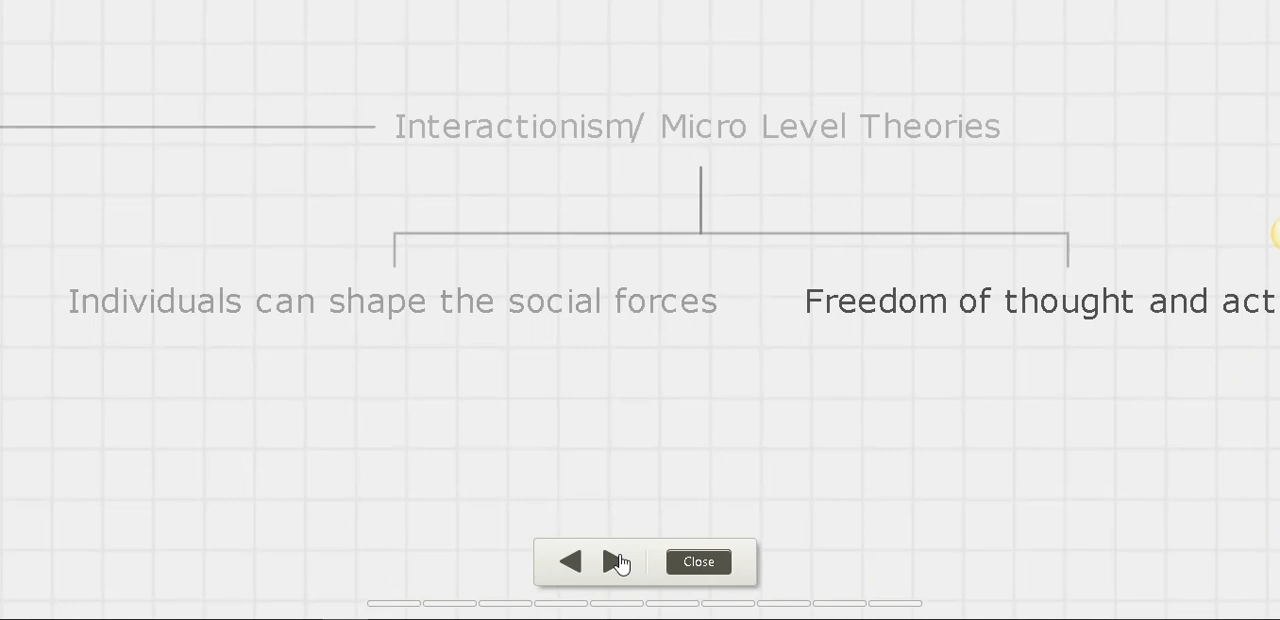 Interactionism/ Micro Level Theories
Individuals can shape the social forces
Freedom of thought and act
Close